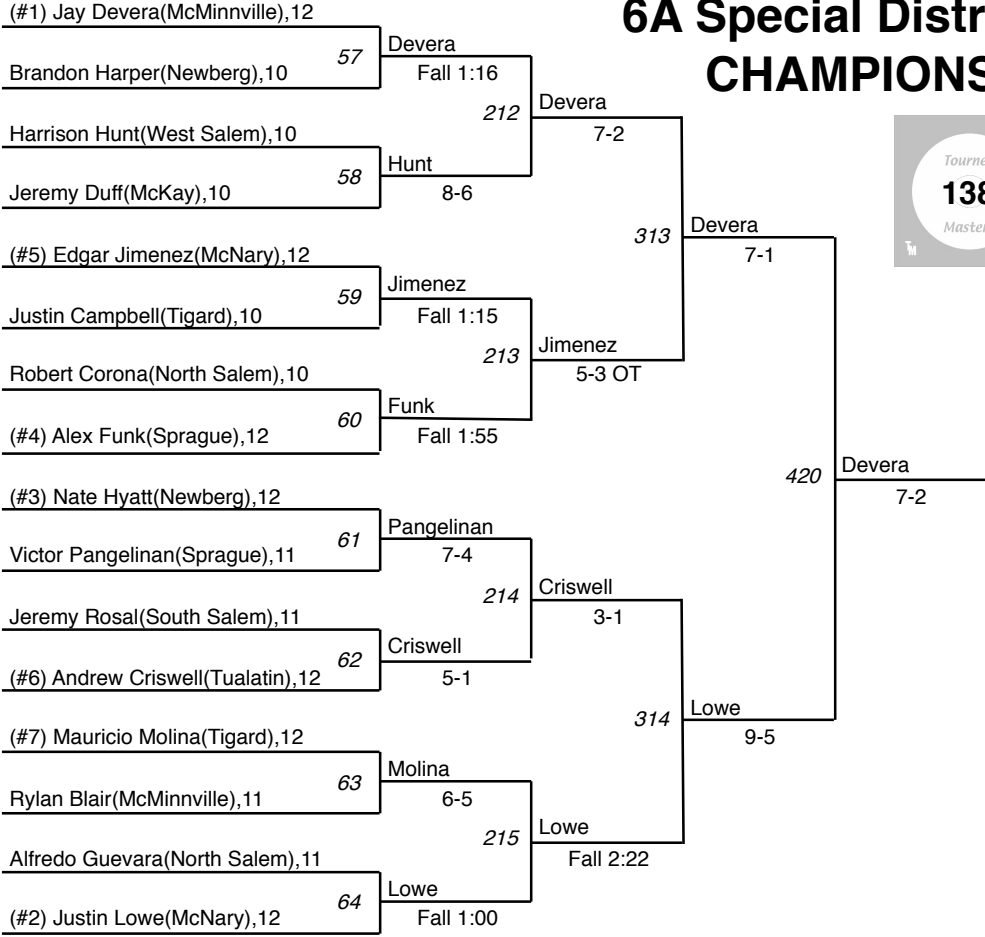 6A Special Distr
CHAMPIONS
Tourne
138
Master
TM
(#1) Jay Devera(McMinnville),12
57
Brandon Harper(Newberg),10
Devera
Fall 1:16
Harrison Hunt(West Salem),10
58
Jeremy Duff(McKay),10
Hunt
8-6
212
Devera
7-2
(#5) Edgar Jimenez(McNary),12
59
Justin Campbell(Tigard),10
Jimenez
Fall 1:15
Robert Corona(North Salem),10
60
(#4) Alex Funk(Sprague),12
Funk
Fall 1:55
213
Jimenez
5-3 OT
313
Devera
7-1
(#3) Nate Hyatt(Newberg),12
61
Victor Pangelinan(Sprague),11
Pangelinan
7-4
Jeremy Rosal(South Salem),11
62
(#6) Andrew Criswell(Tualatin),12
Criswell
5-1
214
Criswell
3-1
(#7) Mauricio Molina(Tigard),12
63
Rylan Blair(McMinnville),11
Molina
6-5
Alfredo Guevara(North Salem),11
64
(#2) Justin Lowe(McNary),12
Lowe
Fall 1:00
215
Lowe
Fall 2:22
314
Lowe
9-5
420
Devera
7-2